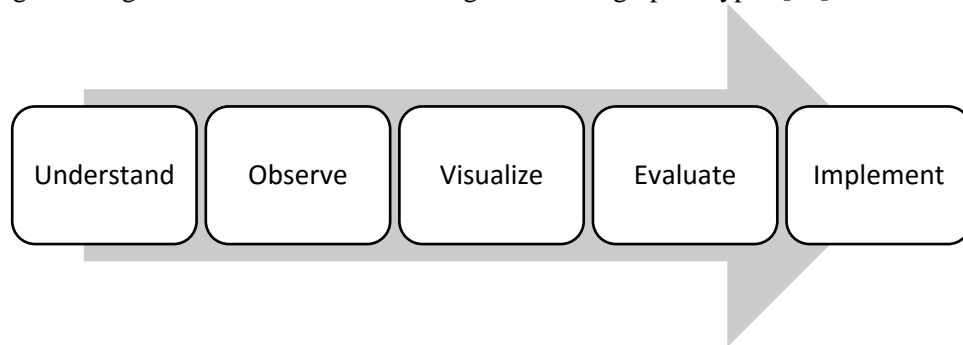 Understand
Observe
Visualize
Evaluate
Implement